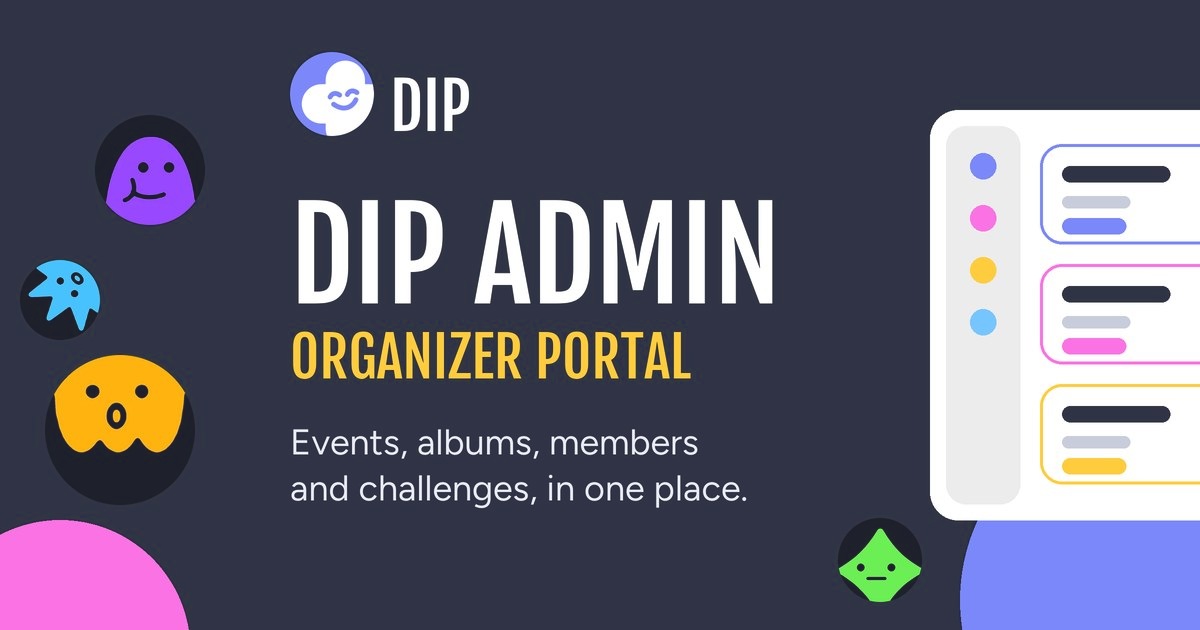 DIP
DIP ADMIN
ORGANIZER PORTAL
Events, albums, members
and challenges, in one place.